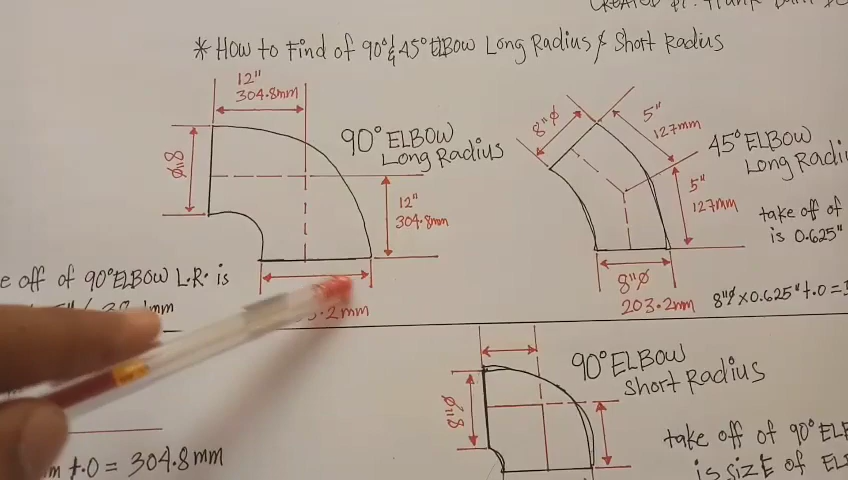 * How to Find of 90°&45° ELBOW Long Radius & Short Radius
12"
304.8mm
8"Ø
90° ELBOW
Long Radius
12"
304.8mm
8"Ø
5"
127mm
5"
127mm
45° ELBOW
Long
take off of
is 0.625"
8"Ø
203.2mm
8"Ø x 0.625" t.o =
off of 90° ELBOW L.R. is
.2mm
t.o = 304.8mm
90° ELBOW
Short Radius
8"Ø
take off of 90°
is SIZE of